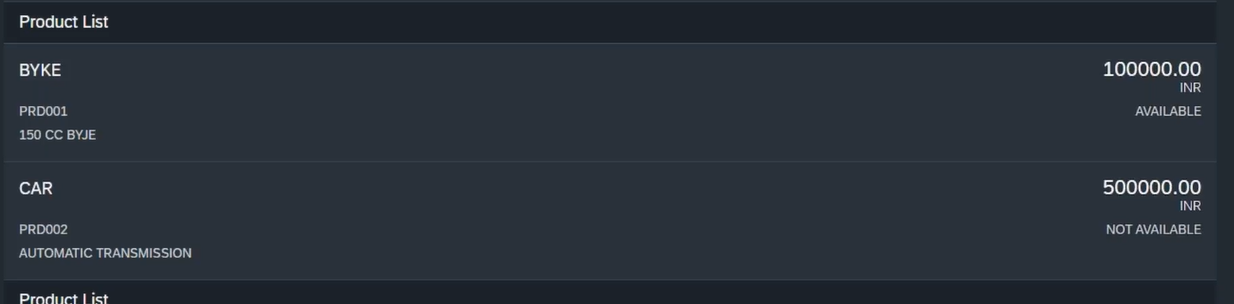 Product List
BYKE
100000.00
INR
PRD001
AVAILABLE
150 CC BYJE
CAR
500000.00
INR
PRD002
NOT AVAILABLE
AUTOMATIC TRANSMISSION
Product List